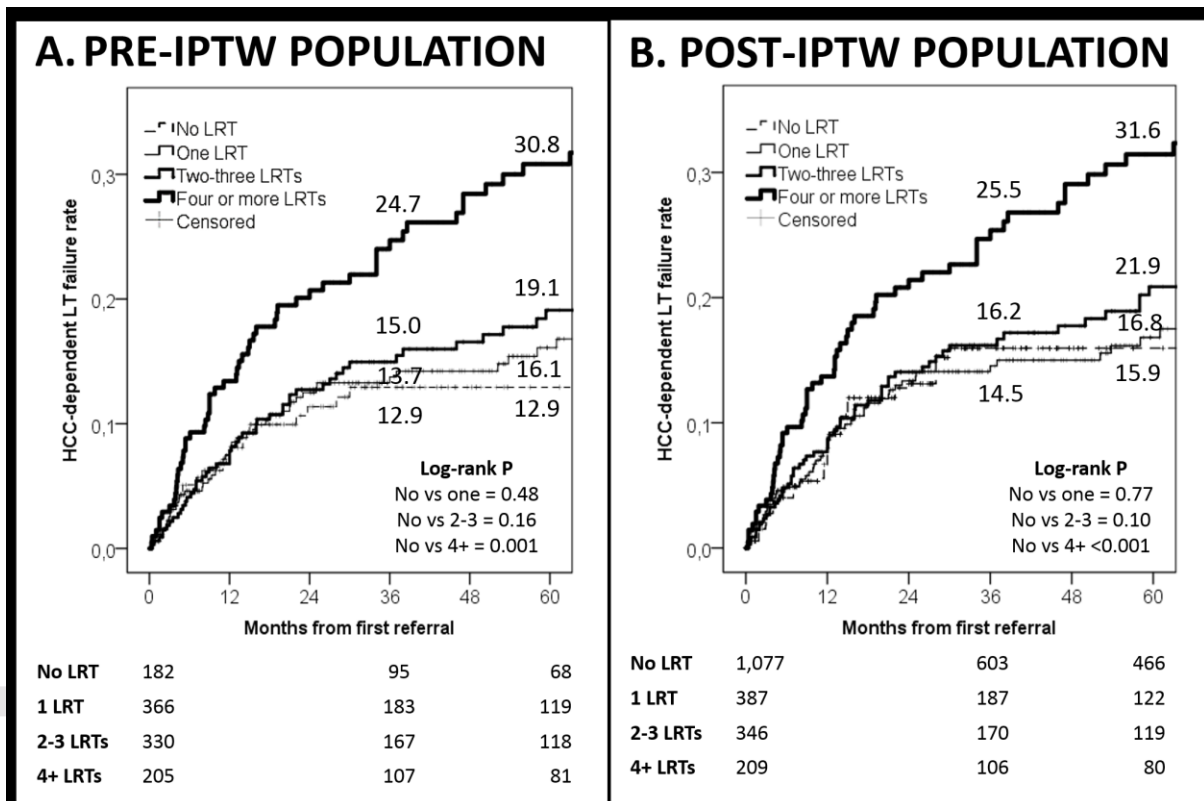 A. PRE-IPTW POPULATION
No LRT
One LRT
Two-three LRTs
Four or more LRTs
Censored
30.8
24.7
19.1
15.0
13.7
16.1
12.9
12.9
HCC-dependent LT failure rate
0,3
0,2
0,1
0,0
Log-rank P
No vs one = 0.48
No vs 2-3 = 0.16
No vs 4+ = 0.001
0 12 24 36 48 60
Months from first referral
No LRT 182 95 68
1 LRT 366 183 119
2-3 LRTs 330 167 118
4+ LRTs 205 107 81
B. POST-IPTW POPULATION
No LRT
One LRT
Two-three LRTs
Four or more LRTs
Censored
31.6
25.5
21.9
16.2
16.8
15.9
14.5
HCC-dependent LT failure rate
0,3
0,2
0,1
0,0
Log-rank P
No vs one = 0.77
No vs 2-3 = 0.10
No vs 4+ <0.001
0 12 24 36 48 60
Months from first referral
No LRT 1,077 603 466
1 LRT 387 187 122
2-3 LRTs 346 170 119
4+ LRTs 209 106 80